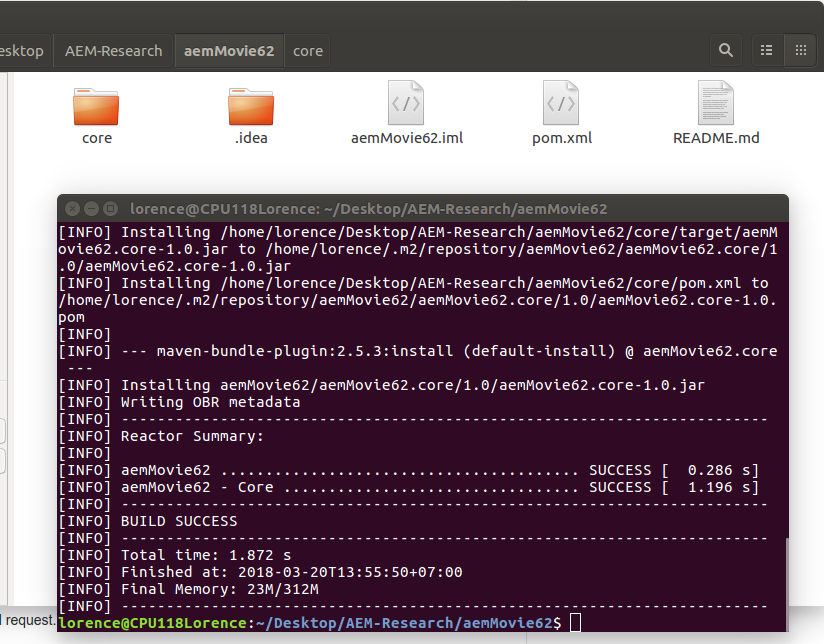 esktop AEM-Research aemMovie62 core
core .idea aemMovie62.iml pom.xml README.md
lorence@CPU118Lorence: ~/Desktop/AEM-Research/aemMovie62
[INFO] Installing /home/lorence/Desktop/AEM-Research/aemMovie62/core/target/aemM
ovie62.core-1.0.jar to /home/lorence/.m2/repository/aemMovie62/aemMovie62.core/1
.0/aemMovie62.core-1.0.jar
[INFO] Installing /home/lorence/Desktop/AEM-Research/aemMovie62/core/pom.xml to
/home/lorence/.m2/repository/aemMovie62/aemMovie62.core/1.0/aemMovie62.core-1.0.
pom
[INFO]
[INFO] --- maven-bundle-plugin:2.5.3:install (default-install) @ aemMovie62.core
---
[INFO] Installing aemMovie62/aemMovie62.core/1.0/aemMovie62.core-1.0.jar
[INFO] Writing OBR metadata
[INFO] ------------------------------------------------------------------------
[INFO] Reactor Summary:
[INFO]
[INFO] aemMovie62 ........................................ SUCCESS [  0.286 s]
[INFO] aemMovie62 - Core ................................. SUCCESS [  1.196 s]
[INFO] ------------------------------------------------------------------------
[INFO] BUILD SUCCESS
[INFO] ------------------------------------------------------------------------
[INFO] Total time: 1.872 s
[INFO] Finished at: 2018-03-20T13:55:50+07:00
[INFO] Final Memory: 23M/312M
[INFO] ------------------------------------------------------------------------
l request.
lorence@CPU118Lorence:~/Desktop/AEM-Research/aemMovie62$